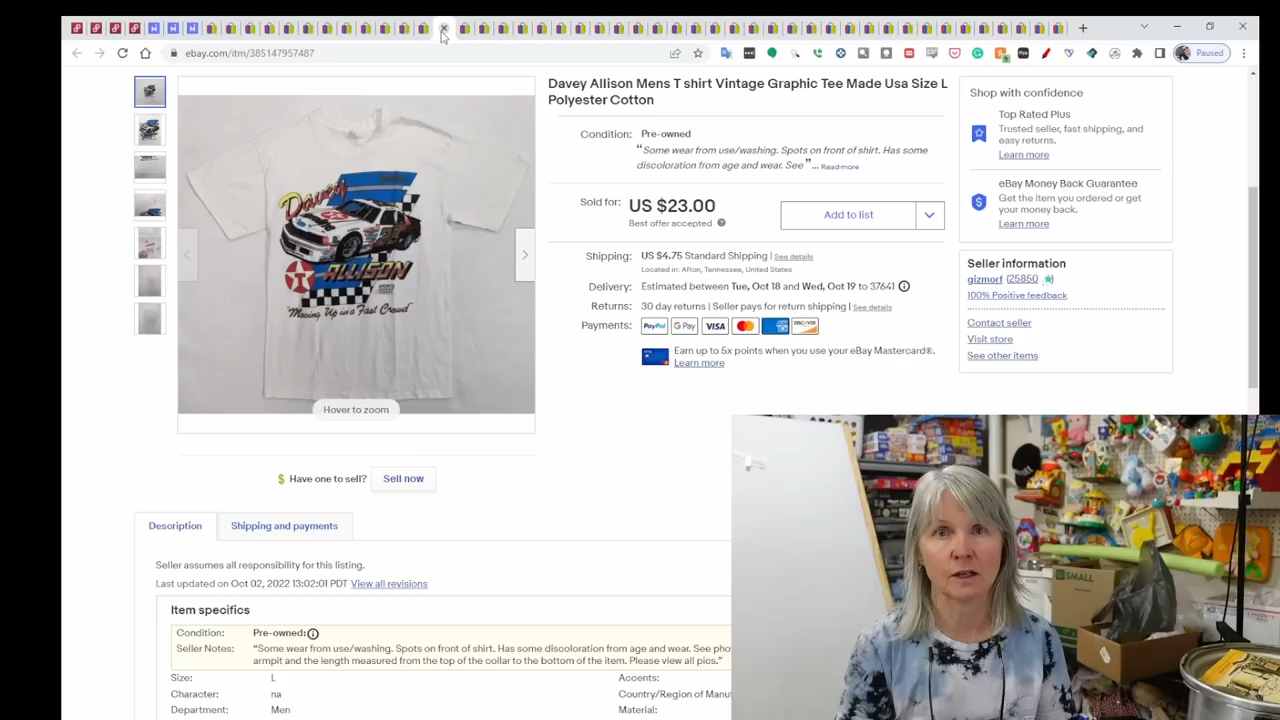 ebay.com/itm/385147957487
Paused
Davey Allison Mens T shirt Vintage Graphic Tee Made Usa Size L
Polyester Cotton
Condition: Pre-owned
"Some wear from use/washing. Spots on front of shirt. Has some
discoloration from age and wear. See "... Read more
Sold for: US $23.00
Best offer accepted
Add to list
Shipping: US $4.75 Standard Shipping | See details
Located in: Afton, Tennessee, United States
Delivery: Estimated between Tue, Oct 18 and Wed, Oct 19 to 37641
Returns: 30 day returns | Seller pays for return shipping | See details
Payments: PayPal G Pay VISA
DISCOVER
Earn up to 5x points when you use your eBay Mastercard®.
Learn more
Shop with confidence
Top Rated Plus
Trusted seller, fast shipping, and
easy returns.
Learn more
eBay Money Back Guarantee
Get the item you ordered or get
your money back.
Learn more
Seller information
gizmorf (25850
100% Positive feedback
Contact seller
Visit store
See other items
Davey
ALLISON
"Moving Up in a Fast Crowd"
Hover to zoom
Have one to sell? Sell now
Description
Shipping and payments
Seller assumes all responsibility for this listing.
Last updated on Oct 02, 2022 13:02:01 PDT View all revisions
Item specifics
Condition: Pre-owned:
Seller Notes: "Some wear from use/washing. Spots on front of shirt. Has some discoloration from age and wear. See pho
armpit and the length measured from the top of the collar to the bottom of the item. Please view all pics."
Size: L
Accents:
Character: na
Country/Region of Manuf
Department: Men
Material:
SMALL